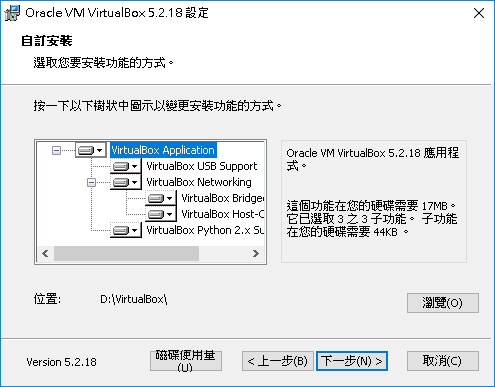 Oracle VM VirtualBox 5.2.18 設定
自訂安裝
選取您要安裝功能的方式。
按一下以下樹狀中圖示以變更安裝功能的方式。
VirtualBox Application
VirtualBox USB Support
VirtualBox Networking
VirtualBox Bridged
VirtualBox Host-O
VirtualBox Python 2.x Su
Oracle VM VirtualBox 5.2.18 應用程
式。
這個功能在您的硬碟需要 17MB。
它已選取 3 之 3 子功能。 子功能
在您的硬碟需要 44KB 。
位置:
D:\VirtualBox\
瀏覽(O)
Version 5.2.18
磁碟使用量
(U)
< 上一步(B)
下一步(N) >
取消(C)